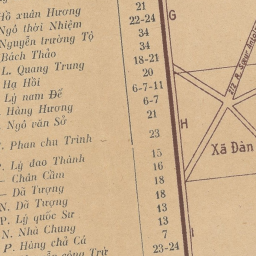 21
Hồ xuân Hương 22-24
Ngô thời Nhiệm 34
Nguyễn trường Tộ 34
Bách Thảo 18-21
L. Quang Trung 20
Hạ Hồi 6-7-11
Lý nam Đế 6-7
Hàng Hương 21
Ngô văn Sở
Phan chu Trinh 23
P. Lý đao Thành 15
— Chân Cầm 16
— Dã Tượng 18
N. Dã Tượng 18
P. Lý quốc Sư 13
N. Nhà Chung 13
P. Hàng chả Cá 7
công Trứ 23-24
G
H
I
Xã Đàn